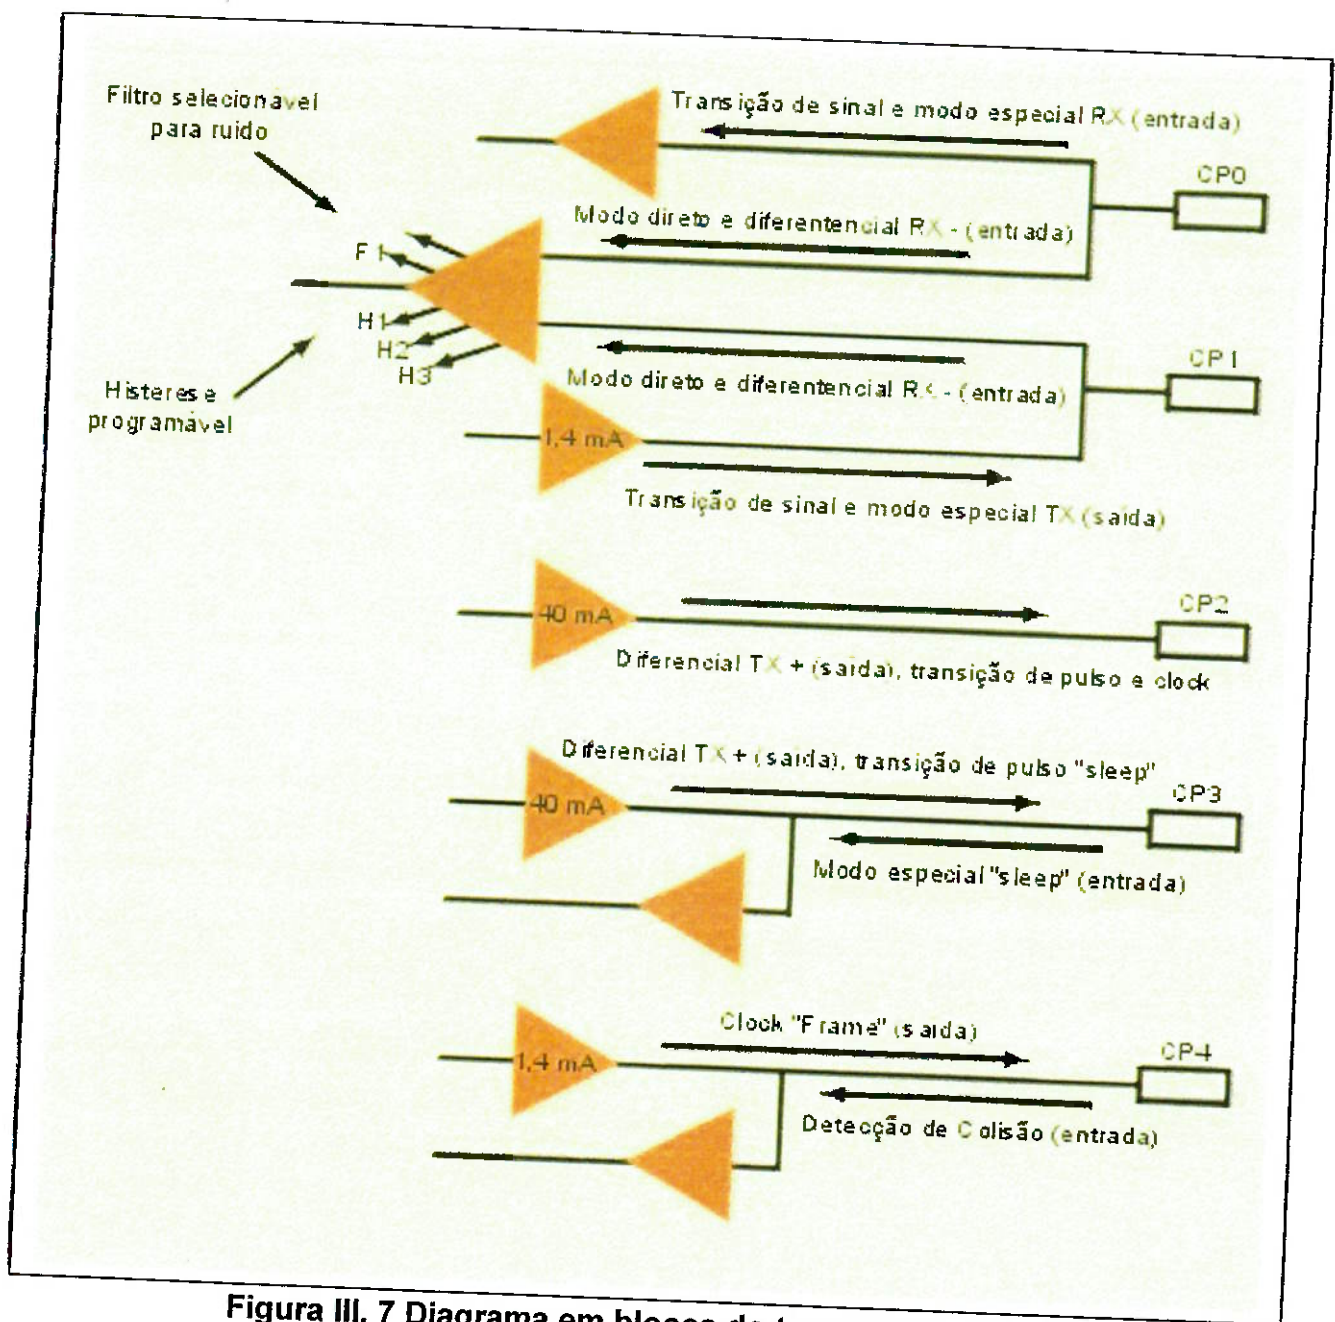 Filtro selecionavel
para ruido
Transição de sinal e modo especial RX (entrada)
CP0
Modo direto e diferentencial RX - (entrada)
F1
H1
H2
H3
CP1
Modo direto e diferentencial RX - (entrada)
Histerese
programável
1,4 mA
Transição de sinal e modo especial TX (saida)
40 mA
CP2
Diferencial TX + (saida), transição de pulso e clock
Diferencial TX + (saida), transição de pulso "sleep"
40 mA
CP3
Modo especial "sleep" (entrada)
Clock "Frame" (saida)
1,4 mA
CP4
Detecção de Colisão (entrada)
Figura III. 7 Diagrama em blocos